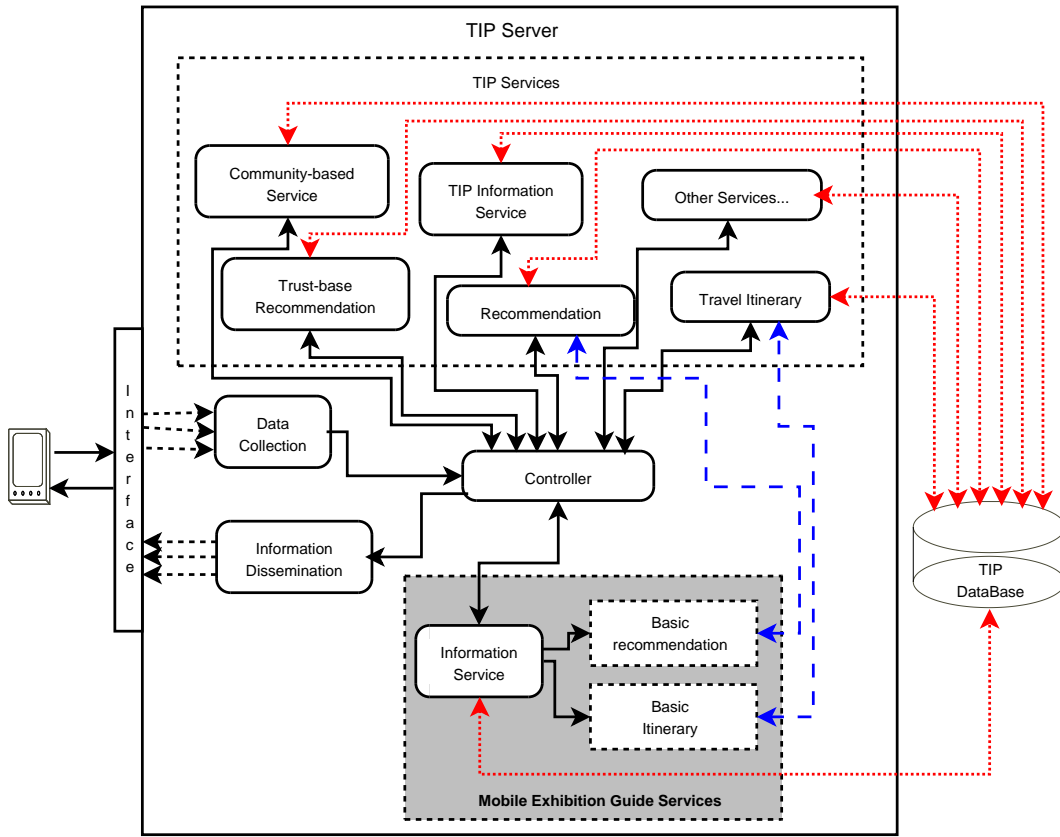 TIP Server
TIP Services
Community-based
Service
TIP Information
Service
Other Services...
Trust-base
Recommendation
Recommendation
Travel Itinerary
Interface
Data
Collection
Controller
Information
Dissemination
TIP
DataBase
Information
Service
Basic
recommendation
Basic
Itinerary
Mobile Exhibition Guide Services